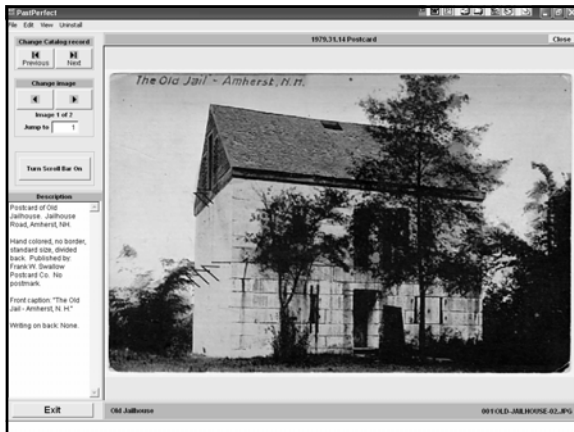 PastPerfect
File Edit View Uninstall
Change Catalog record
Previous Next
1979.31.14 Postcard
Close
Change image
Image 1 of 2
Jump to 1
Turn Scroll Bar On
Description
Postcard of Old
Jailhouse. Jailhouse
Road, Amherst, NH.
Hand colored, no border,
standard size, divided
back. Published by:
Frank W. Swallow
Postcard Co. No
postmark.
Front caption: "The Old
Jail - Amherst, N. H."
Writing on back: None.
The Old Jail - Amherst, N.H.
Exit
Old Jailhouse
001OLD-JAILHOUSE-02.JPG